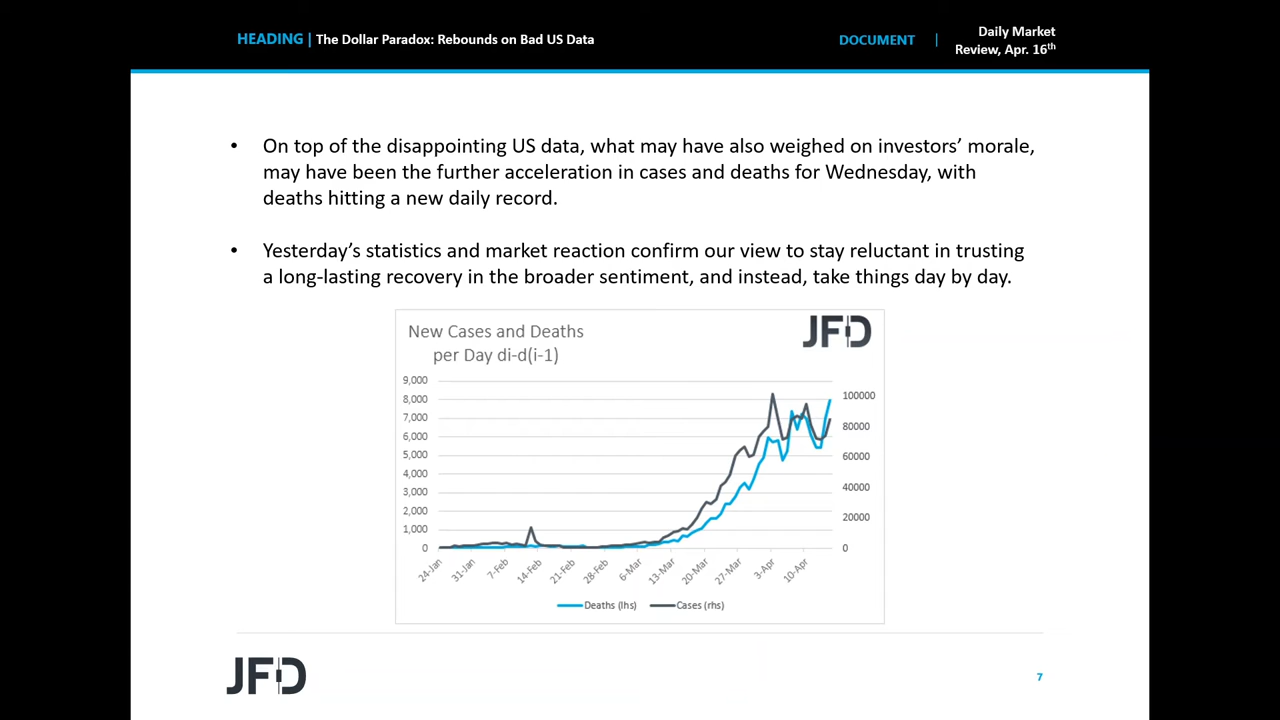 HEADING | The Dollar Paradox: Rebounds on Bad US Data
DOCUMENT | Daily Market
Review, Apr. 16th
• On top of the disappointing US data, what may have also weighed on investors’ morale,
may have been the further acceleration in cases and deaths for Wednesday, with
deaths hitting a new daily record.
• Yesterday’s statistics and market reaction confirm our view to stay reluctant in trusting
a long-lasting recovery in the broader sentiment, and instead, take things day by day.
New Cases and Deaths
per Day di-d(i-1)
JFD
9,000
8,000
7,000
6,000
5,000
4,000
3,000
2,000
1,000
0
100000
80000
60000
40000
20000
0
24-Jan
31-Jan
7-Feb
14-Feb
21-Feb
28-Feb
6-Mar
13-Mar
20-Mar
27-Mar
3-Apr
10-Apr
Deaths (lhs)
Cases (rhs)
JFD
7